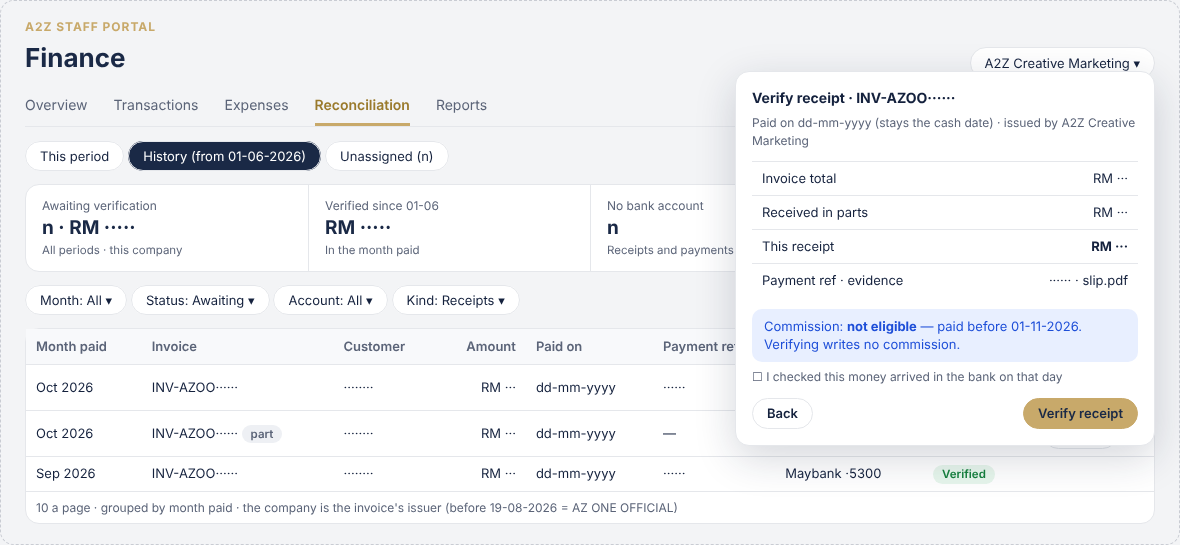 A2Z STAFF PORTAL
Finance
A2Z Creative Marketing ▾
Overview Transactions Expenses Reconciliation Reports
This period History (from 01-06-2026) Unassigned (n)
Awaiting verification
n · RM ·····
All periods · this company
Verified since 01-06
RM ·····
In the month paid
No bank account
n
Receipts and payments
Month: All ▾ Status: Awaiting ▾ Account: All ▾ Kind: Receipts ▾
Month paid Invoice Customer Amount Paid on Payment ref
Oct 2026 INV-AZOO······ ········ RM ··· dd-mm-yyyy ······
Oct 2026 INV-AZOO······ part ········ RM ··· dd-mm-yyyy —
Sep 2026 INV-AZOO······ ········ RM ··· dd-mm-yyyy ······ Maybank ·5300 Verified
10 a page · grouped by month paid · the company is the invoice's issuer (before 19-08-2026 = AZ ONE OFFICIAL)
Verify receipt · INV-AZOO······
Paid on dd-mm-yyyy (stays the cash date) · issued by A2Z Creative
Marketing
Invoice total RM ···
Received in parts RM ···
This receipt RM ···
Payment ref · evidence ······ · slip.pdf
Commission: not eligible — paid before 01-11-2026.
Verifying writes no commission.
☐ I checked this money arrived in the bank on that day
Back Verify receipt